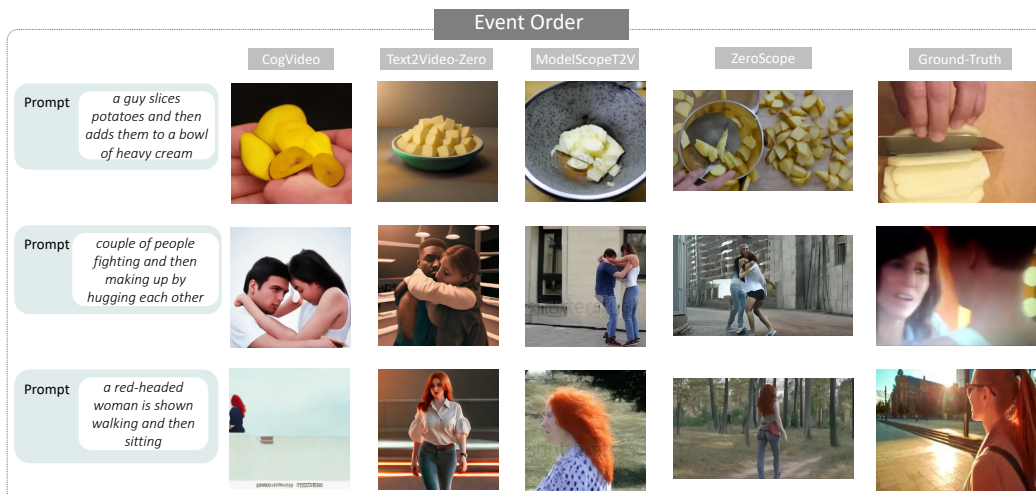 Event Order
CogVideo
Text2Video-Zero
ModelScopeT2V
ZeroScope
Ground-Truth
Prompt
a guy slices
potatoes and then
adds them to a bowl
of heavy cream
Prompt
couple of people
fighting and then
making up by
hugging each other
Prompt
a red-headed
woman is shown
walking and then
sitting